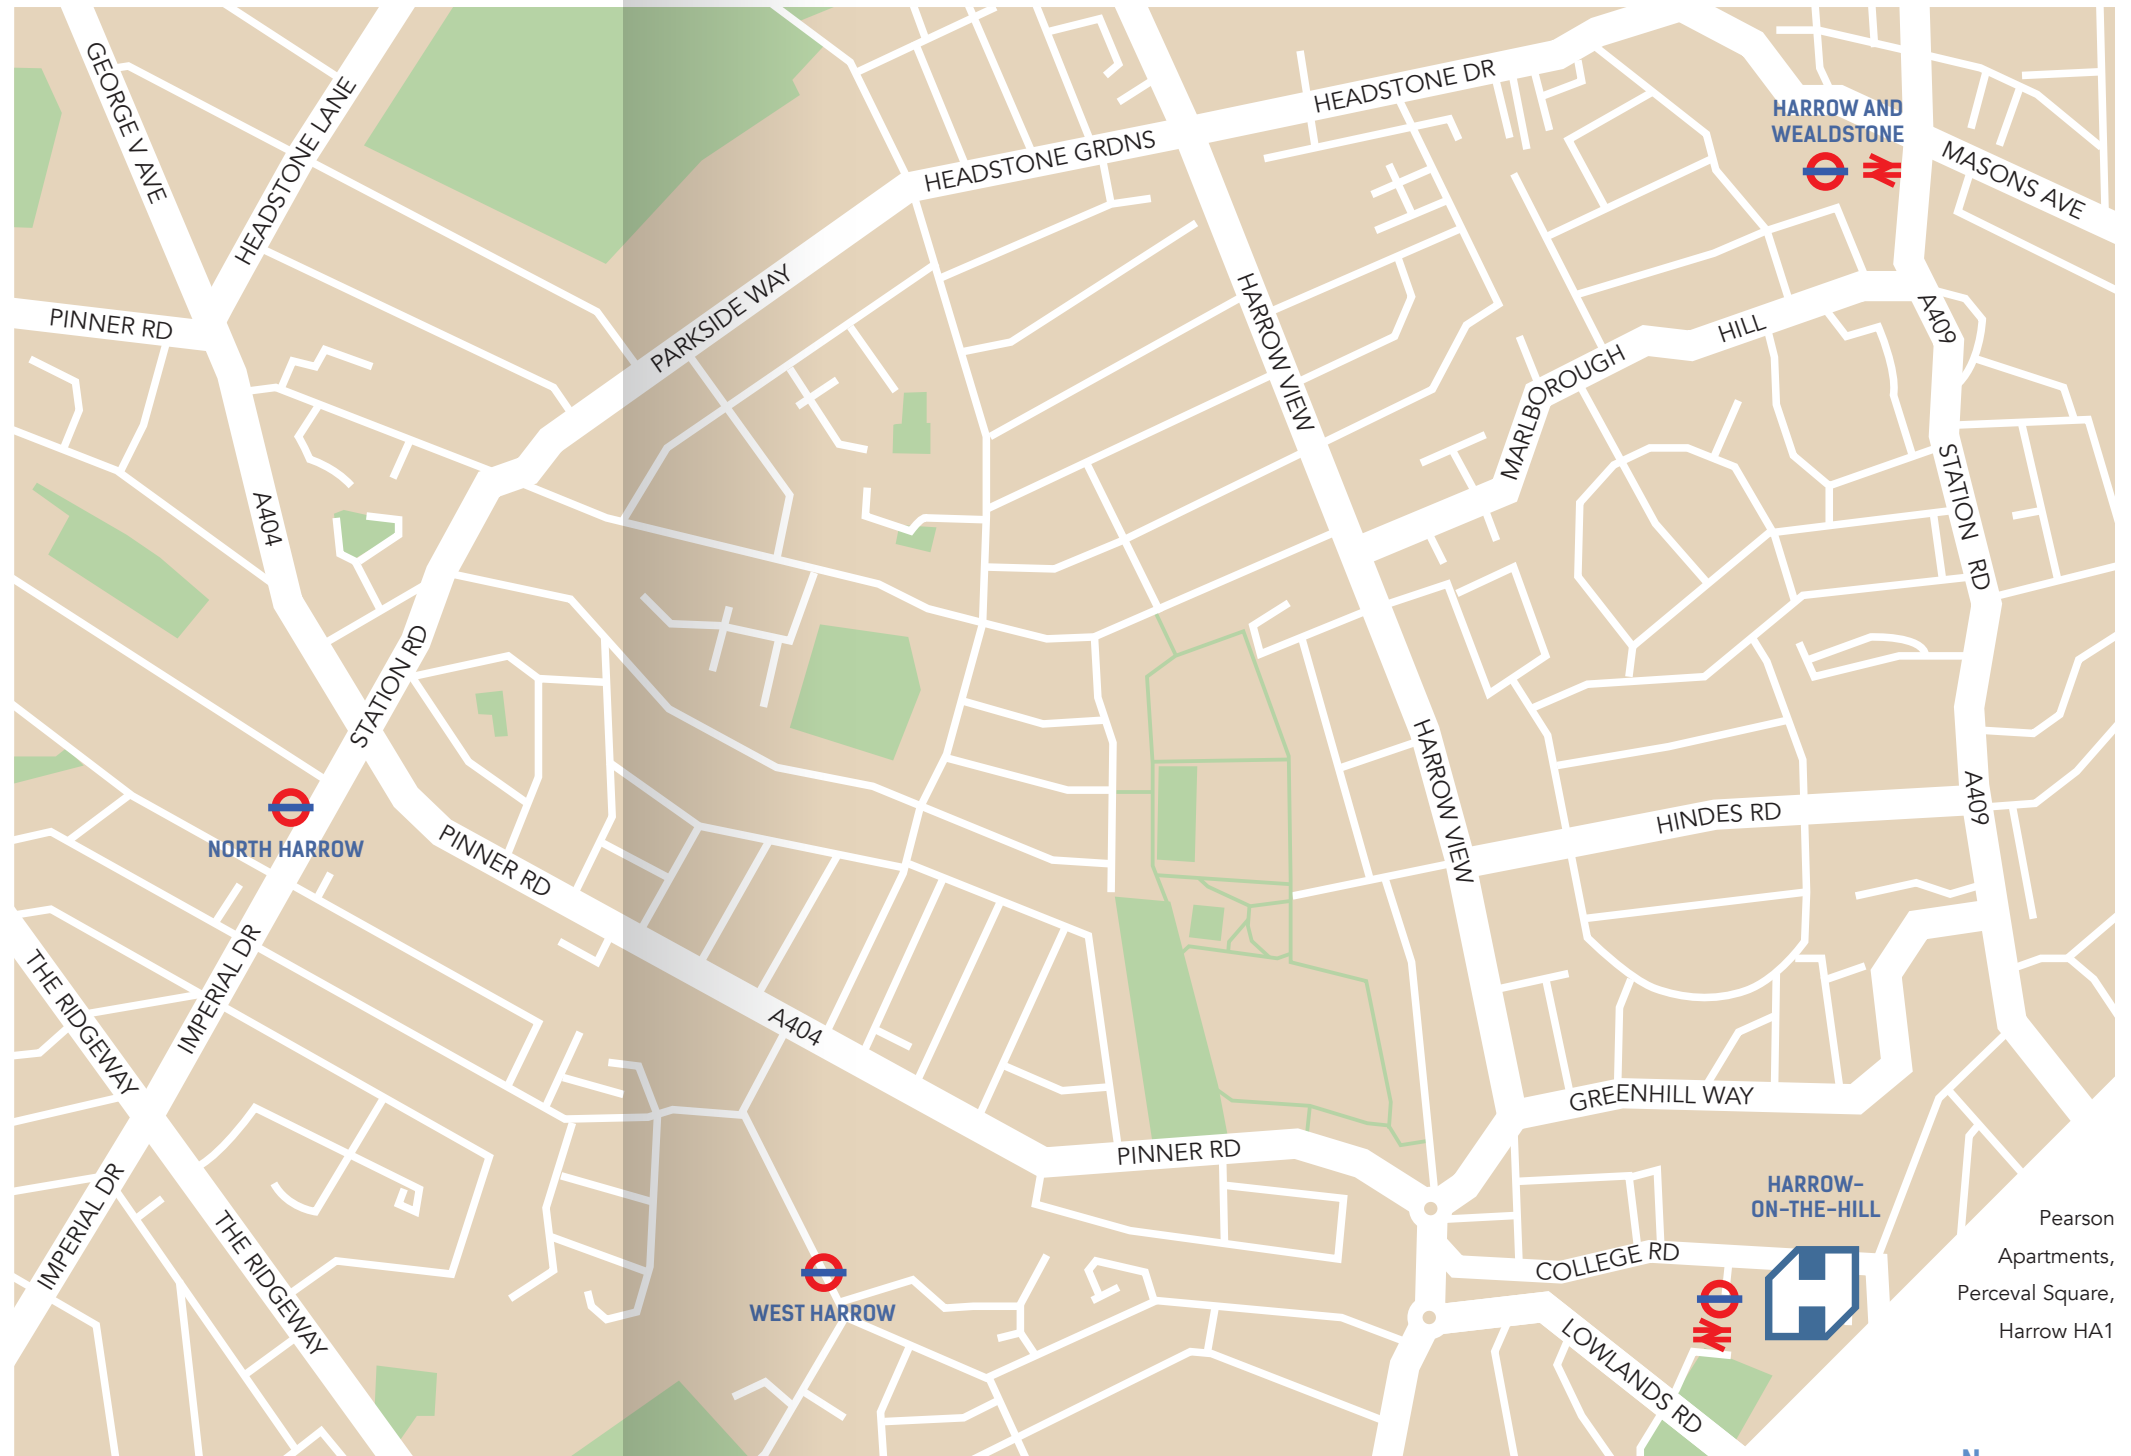 GEORGE V AVE
HEADSTONE LANE
PINNER RD
A404
STATION RD
NORTH HARROW
PINNER RD
IMPERIAL DR
THE RIDGEWAY
IMPERIAL DR
THE RIDGEWAY
PARKSIDE WAY
HEADSTONE GRDNS
HEADSTONE DR
HARROW AND
WEALDSTONE
MASONS AVE
HARROW VIEW
MARLBOROUGH HILL
A409
STATION RD
HARROW VIEW
HINDES RD
A409
A404
PINNER RD
GREENHILL WAY
WEST HARROW
COLLEGE RD
LOWLANDS RD
HARROW-
ON-THE-HILL
H
Pearson
Apartments,
Perceval Square,
Harrow HA1
N